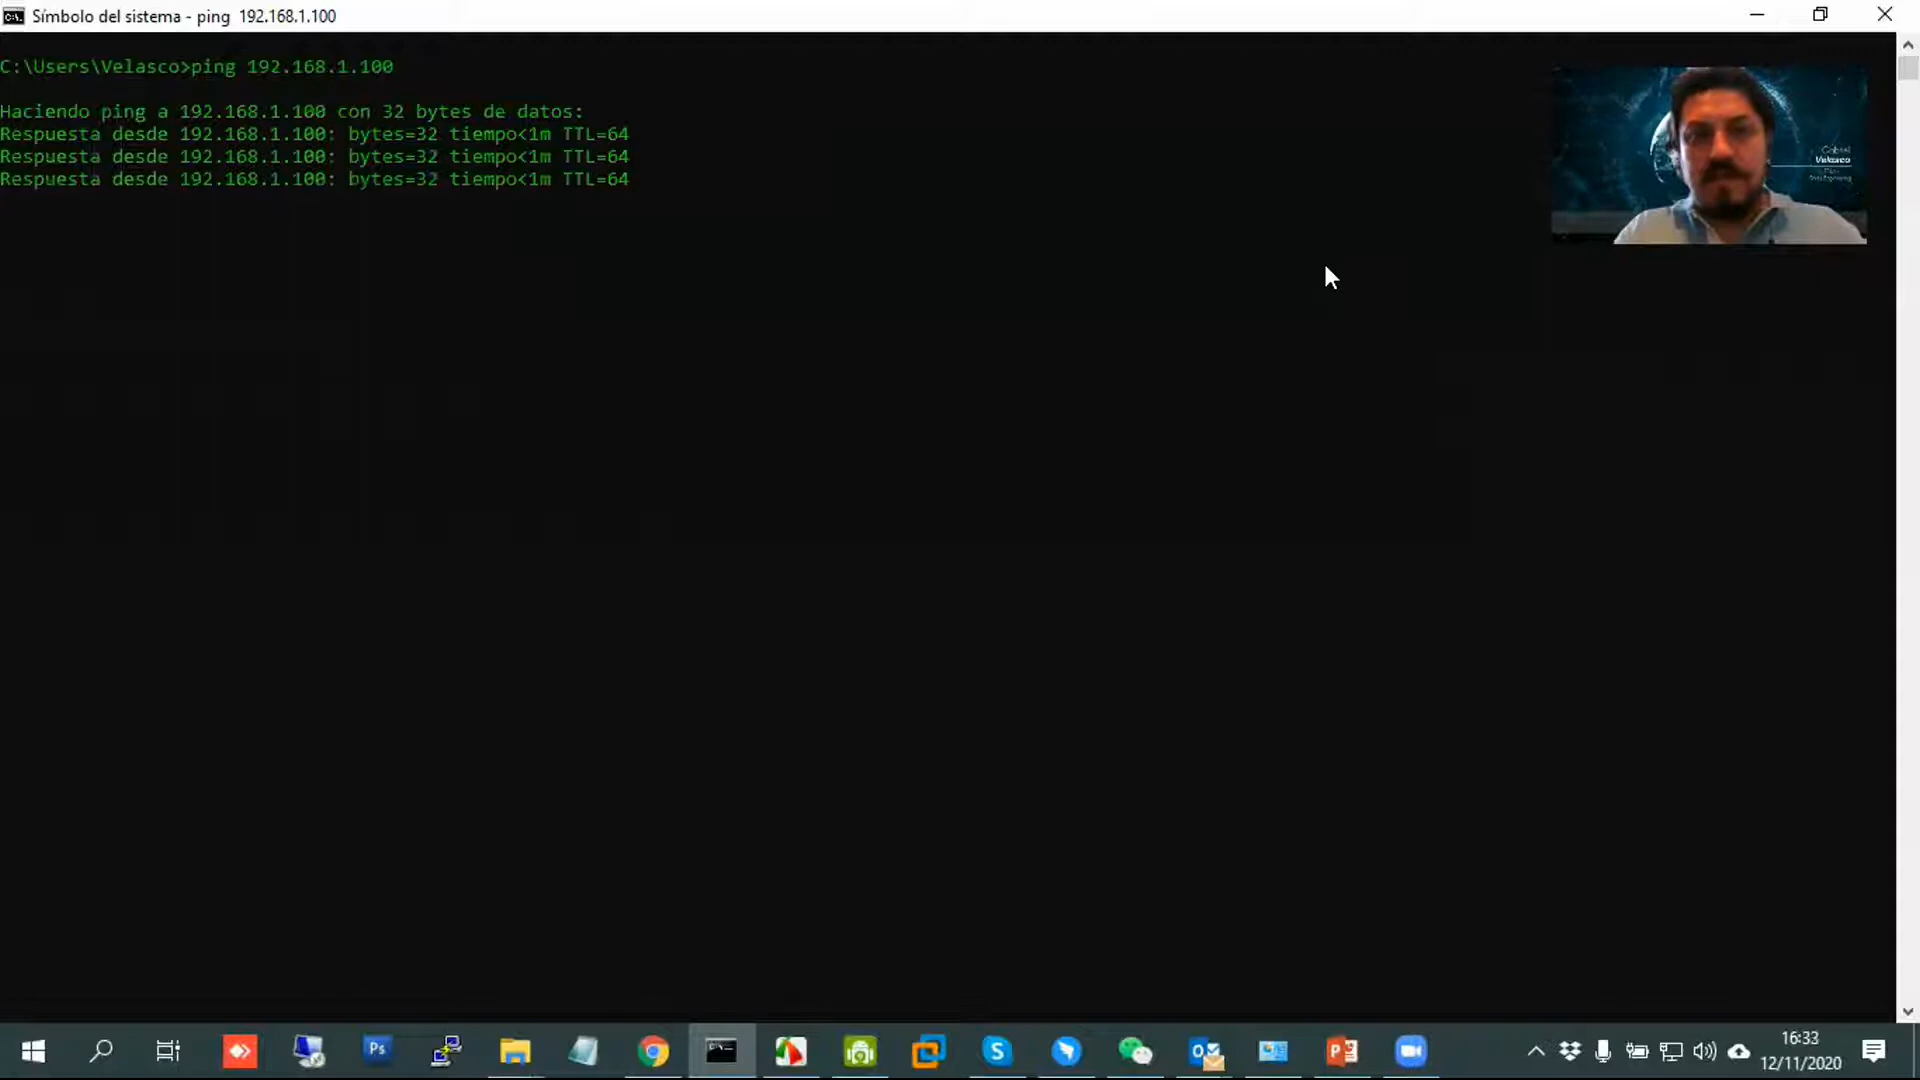 Símbolo del sistema - ping 192.168.1.100
C:\Users\Velasco>ping 192.168.1.100
Haciendo ping a 192.168.1.100 con 32 bytes de datos:
Respuesta desde 192.168.1.100: bytes=32 tiempo<1m TTL=64
Respuesta desde 192.168.1.100: bytes=32 tiempo<1m TTL=64
Respuesta desde 192.168.1.100: bytes=32 tiempo<1m TTL=64
Gabriel
Velasco
Ps
S
16:33
12/11/2020